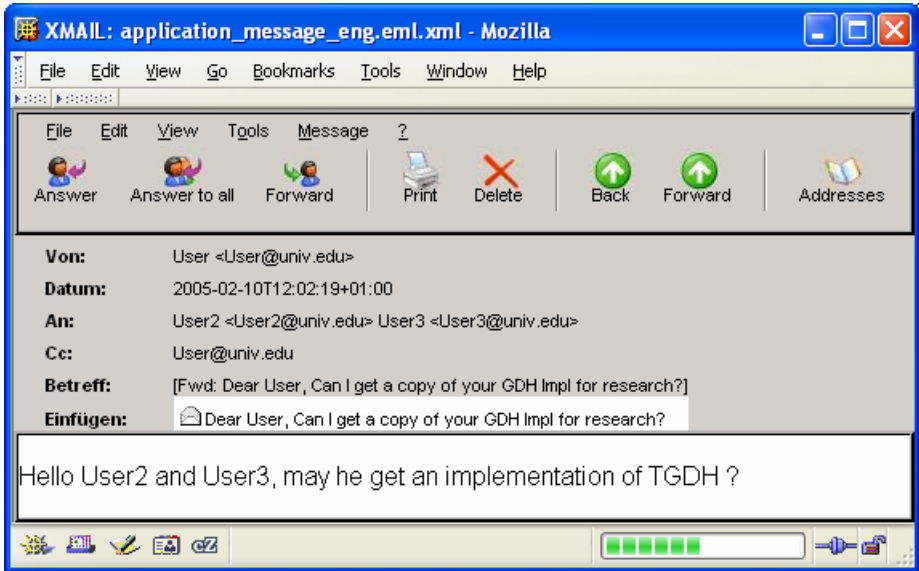 XMAIL: application_message_eng.eml.xml - Mozilla
File Edit View Go Bookmarks Tools Window Help
File Edit View Tools Message ?
Answer Answer to all Forward Print Delete Back Forward Addresses
Von: User <User@univ.edu>
Datum: 2005-02-10T12:02:19+01:00
An: User2 <User2@univ.edu> User3 <User3@univ.edu>
Cc: User@univ.edu
Betreff: [Fwd: Dear User, Can I get a copy of your GDH Impl for research?]
Einfügen: Dear User, Can I get a copy of your GDH Impl for research?
Hello User2 and User3, may he get an implementation of TGDH ?
cZ